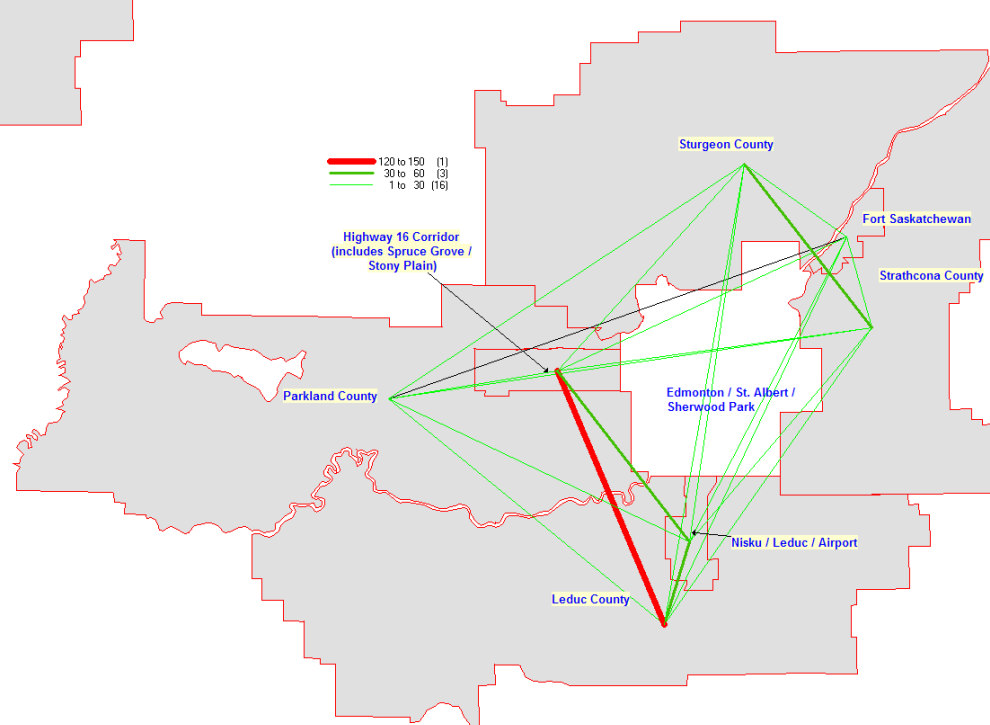 Sturgeon County
120 to 150 (1)
30 to 60 (3)
1 to 30 (16)
Fort Saskatchewan
Highway 16 Corridor
(includes Spruce Grove /
Stony Plain)
Strathcona County
Parkland County
Edmonton / St. Albert /
Sherwood Park
Nisku / Leduc / Airport
Leduc County